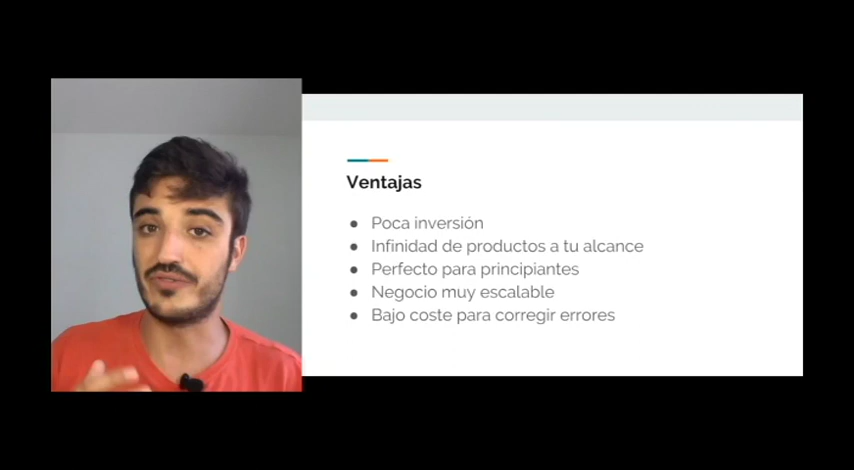 Ventajas
● Poca inversión
● Infinidad de productos a tu alcance
● Perfecto para principiantes
● Negocio muy escalable
● Bajo coste para corregir errores